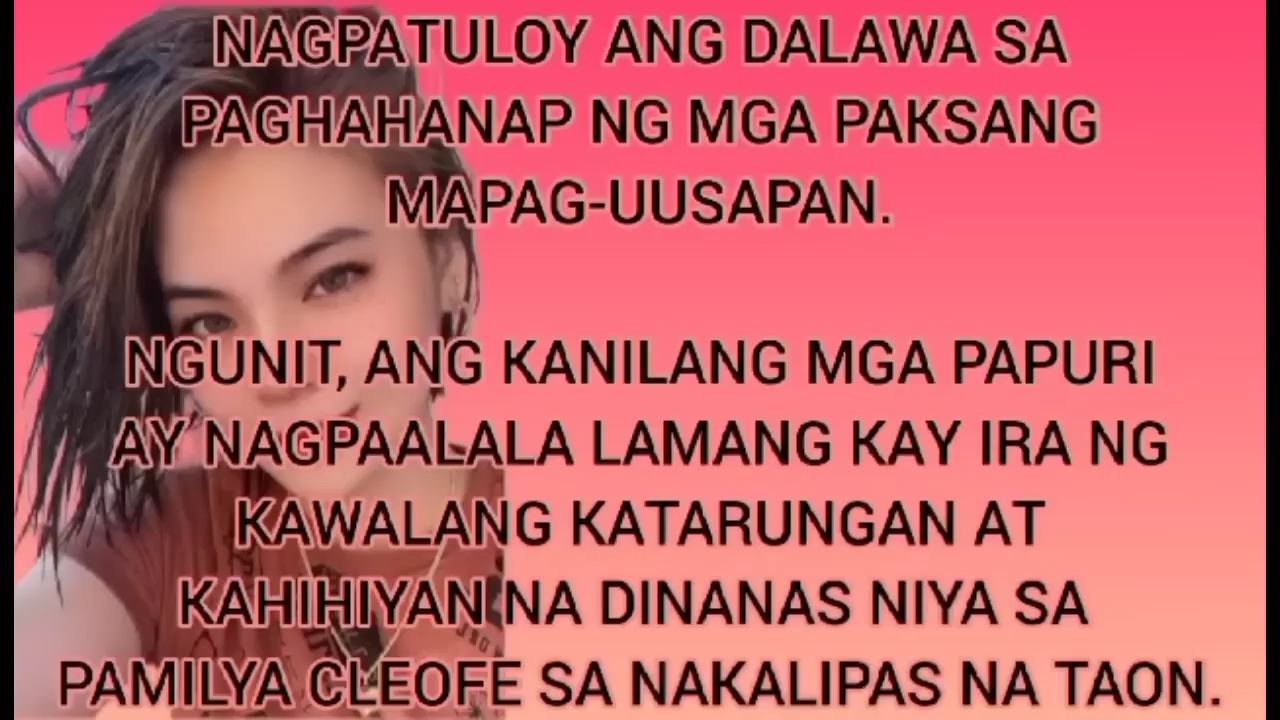 NAGPATULOY ANG DALAWA SA
PAGHAHANAP NG MGA PAKSANG
MAPAG-UUSAPAN.
NGUNIT, ANG KANILANG MGA PAPURI
AY NAGPAALALA LAMANG KAY IRA NG
KAWALANG KATARUNGAN AT
KAHIHIYAN NA DINANAS NIYA SA
PAMILYA CLEOFE SA NAKALIPAS NA TAON.